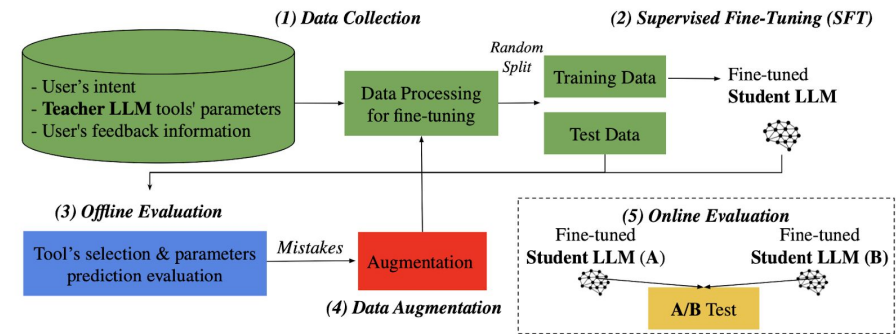 (1) Data Collection
(2) Supervised Fine-Tuning (SFT)
- User's intent
- Teacher LLM tools' parameters
- User's feedback information
Data Processing
for fine-tuning
Random
Split
Training Data
Test Data
Fine-tuned
Student LLM
(3) Offline Evaluation
Tool's selection & parameters
prediction evaluation
Mistakes
Augmentation
(4) Data Augmentation
(5) Online Evaluation
Fine-tuned
Student LLM (A)
Fine-tuned
Student LLM (B)
A/B Test